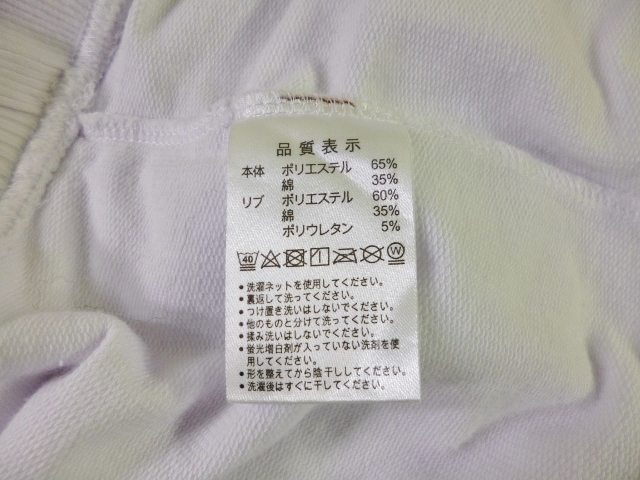 品質表示
本体 ポリエステル 65%
綿 35%
リブ ポリエステル 60%
綿 35%
ポリウレタン 5%
40 W
•洗濯ネットを使用してください。
•裏返して洗ってください。
•つけ置き洗いはしないでください。
•他のものと分けて洗ってください。
•揉み洗いはしないでください。
•蛍光増白剤が入っていない洗剤を使
用してください。
•形を整えてから陰干ししてください。
•洗濯後はすぐに干してください。